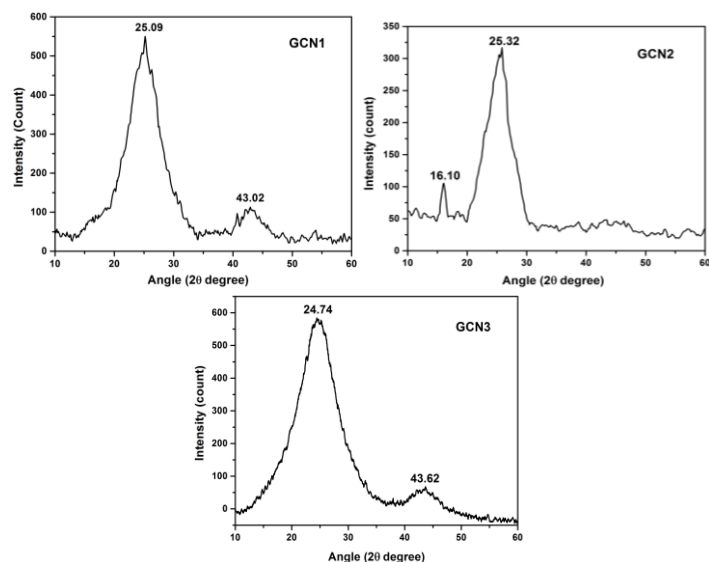 25.09
GCN1
43.02
600
500
400
300
200
100
0
10 20 30 40 50 60
Intensity (Count)
Angle (2θ degree)
25.32
GCN2
16.10
350
300
250
200
150
100
50
0
10 20 30 40 50 60
Intensity (count)
Angle (2θ degree)
24.74
GCN3
43.62
600
500
400
300
200
100
0
10 20 30 40 50 60
Intensity (count)
Angle (2θ degree)